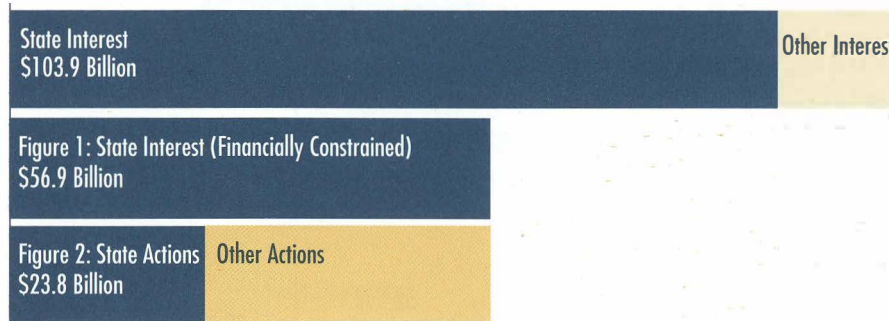 State Interest
$103.9 Billion
Other Interes
Figure 1: State Interest (Financially Constrained)
$56.9 Billion
Figure 2: State Actions
$23.8 Billion
Other Actions